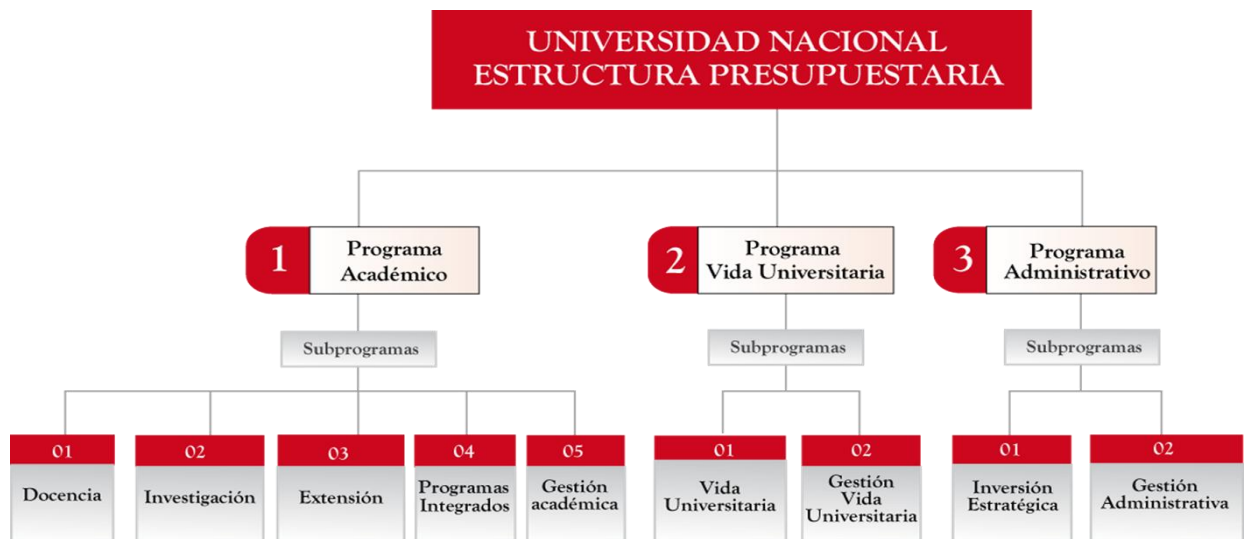 UNIVERSIDAD NACIONAL
ESTRUCTURA PRESUPUESTARIA
1
Programa
Académico
2
Programa
Vida Universitaria
3
Programa
Administrativo
Subprogramas
Subprogramas
Subprogramas
01
Docencia
02
Investigación
03
Extensión
04
Programas
Integrados
05
Gestión
académica
01
Vida
Universitaria
02
Gestión
Vida
Universitaria
01
Inversión
Estratégica
02
Gestión
Administrativa